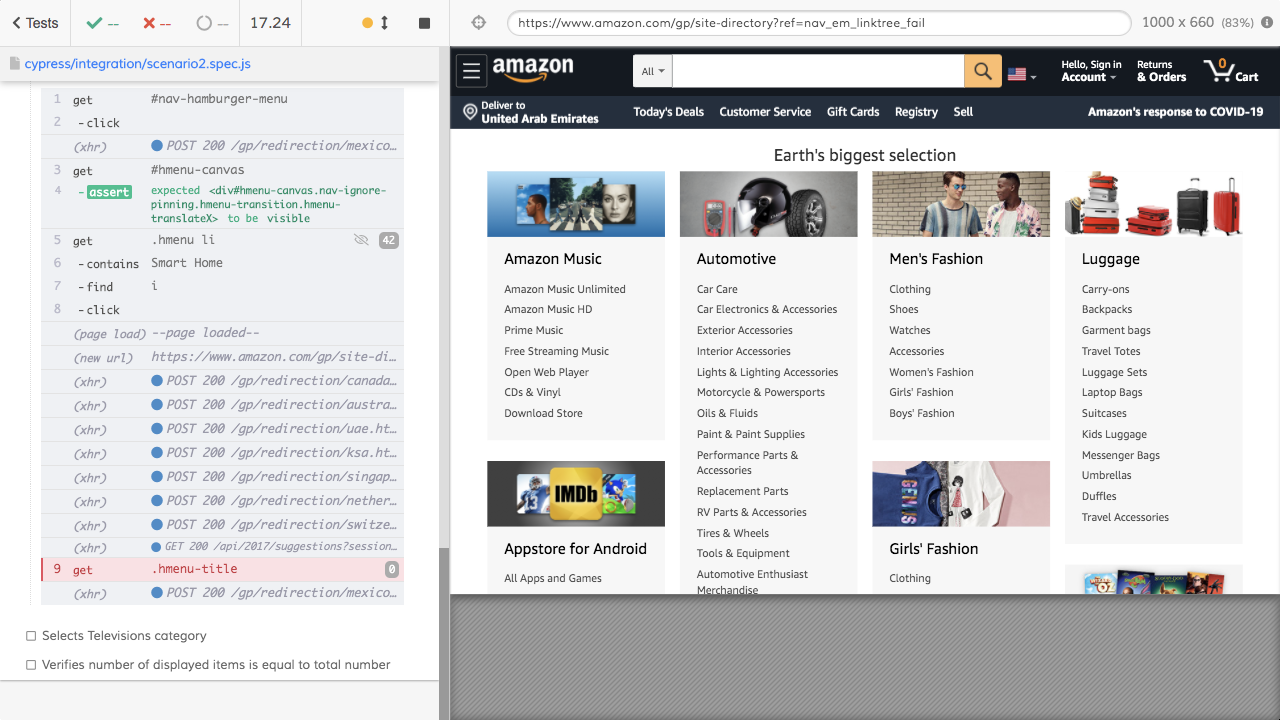 Tests
--
--
--
17.24
https://www.amazon.com/gp/site-directory?ref=nav_em_linktree_fail
1000 x 660 (83%)
cypress/integration/scenario2.spec.js
1 get #nav-hamburger-menu
2 -click
(xhr) POST 200 /gp/redirection/mexico…
3 get #hmenu-canvas
4 -assert expected <div#hmenu-canvas.nav-ignore-
pinning.hmenu-transition.hmenu-
translateX> to be visible
5 get .hmenu li 42
6 -contains Smart Home
7 -find i
8 -click
(page load) --page loaded--
(new url) https://www.amazon.com/gp/site-di…
(xhr) POST 200 /gp/redirection/canada…
(xhr) POST 200 /gp/redirection/austra…
(xhr) POST 200 /gp/redirection/uae.ht…
(xhr) POST 200 /gp/redirection/ksa.ht…
(xhr) POST 200 /gp/redirection/singap…
(xhr) POST 200 /gp/redirection/nether…
(xhr) POST 200 /gp/redirection/switze…
(xhr) GET 200 /api/2017/suggestions?session…
9 get .hmenu-title 0
(xhr) POST 200 /gp/redirection/mexico…
Selects Televisions category
Verifies number of displayed items is equal to total number
amazon
All
Hello, Sign in
Account
Returns
& Orders
0
Cart
Deliver to
United Arab Emirates
Today's Deals Customer Service Gift Cards Registry Sell
Amazon's response to COVID-19
Earth's biggest selection
Amazon Music
Amazon Music Unlimited
Amazon Music HD
Prime Music
Free Streaming Music
Open Web Player
CDs & Vinyl
Download Store
IMDb
Appstore for Android
All Apps and Games
Automotive
Car Care
Car Electronics & Accessories
Exterior Accessories
Interior Accessories
Lights & Lighting Accessories
Motorcycle & Powersports
Oils & Fluids
Paint & Paint Supplies
Performance Parts &
Accessories
Replacement Parts
RV Parts & Accessories
Tires & Wheels
Tools & Equipment
Automotive Enthusiast
Merchandise
Men's Fashion
Clothing
Shoes
Watches
Accessories
Women's Fashion
Girls' Fashion
Boys' Fashion
Girls' Fashion
Clothing
Luggage
Carry-ons
Backpacks
Garment bags
Travel Totes
Luggage Sets
Laptop Bags
Suitcases
Kids Luggage
Messenger Bags
Umbrellas
Duffles
Travel Accessories